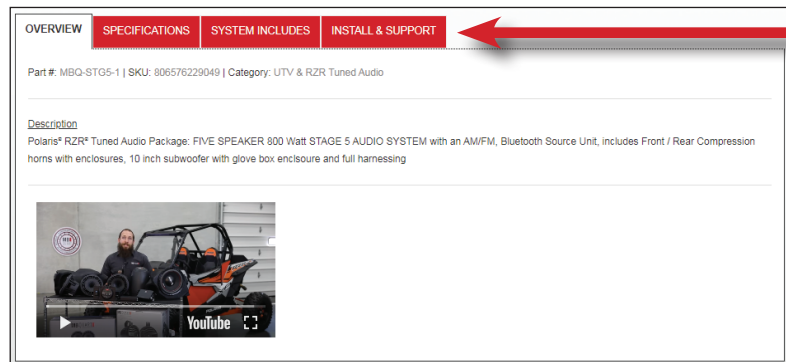 OVERVIEW SPECIFICATIONS SYSTEM INCLUDES INSTALL & SUPPORT
Part #: MBQ-STG5-1 | SKU: 806576229049 | Category: UTV & RZR Tuned Audio
Description
Polaris® RZR® Tuned Audio Package: FIVE SPEAKER 800 Watt STAGE 5 AUDIO SYSTEM with an AM/FM, Bluetooth Source Unit, includes Front / Rear Compression
horns with enclosures, 10 inch subwoofer with glove box enclsoure and full harnessing
YouTube